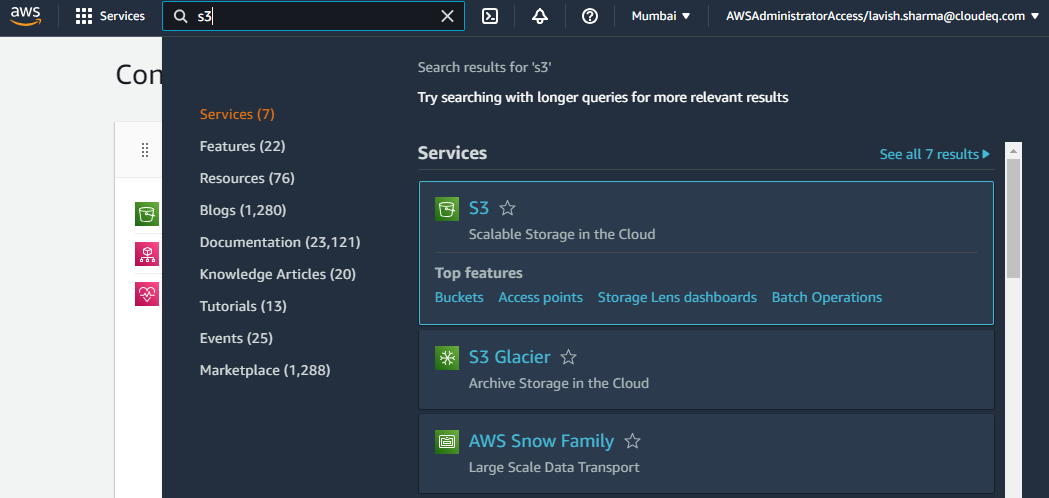 aws
Services
s3
Mumbai
AWSAdministratorAccess/lavish.sharma@cloudeq.com
Con
Search results for 's3'
Try searching with longer queries for more relevant results
Services (7)
Features (22)
Resources (76)
Blogs (1,280)
Documentation (23,121)
Knowledge Articles (20)
Tutorials (13)
Events (25)
Marketplace (1,288)
Services
See all 7 results
S3
Scalable Storage in the Cloud
Top features
Buckets Access points Storage Lens dashboards Batch Operations
S3 Glacier
Archive Storage in the Cloud
AWS Snow Family
Large Scale Data Transport